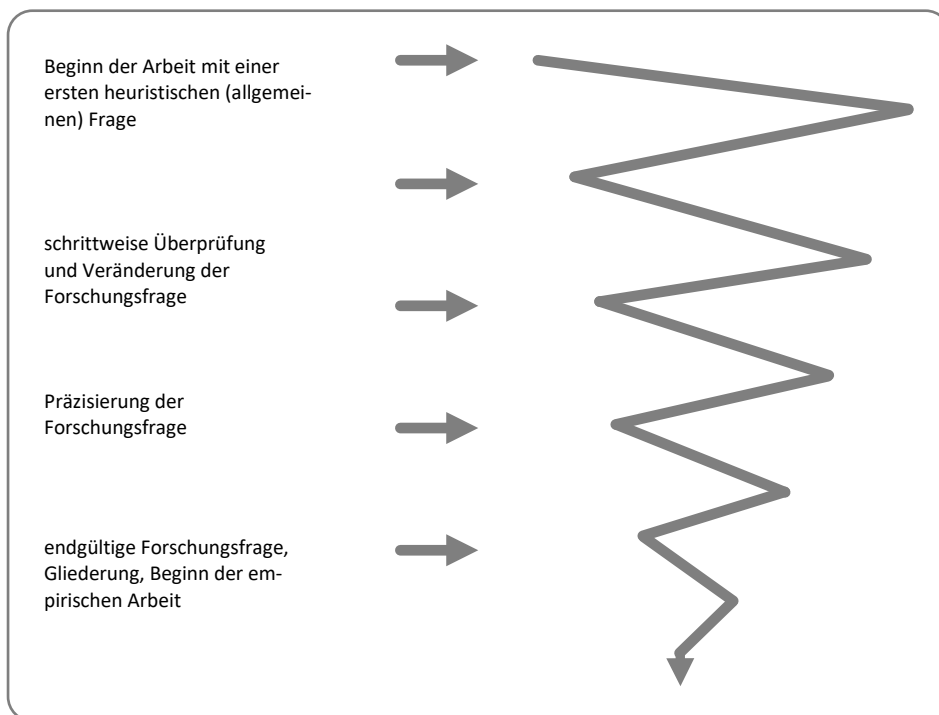 Beginn der Arbeit mit einer
ersten heuristischen (allgemei-
nen) Frage
schrittweise Überprüfung
und Veränderung der
Forschungsfrage
Präzisierung der
Forschungsfrage
endgültige Forschungsfrage,
Gliederung, Beginn der em-
pirischen Arbeit